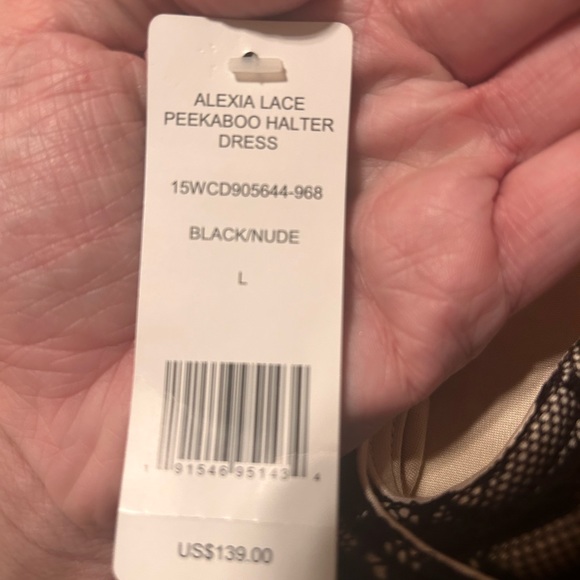 ALEXIA LACE
PEEKABOO HALTER
DRESS
15WCD905644-968
BLACK/NUDE
L
1 91546 95143 4
US$139.00